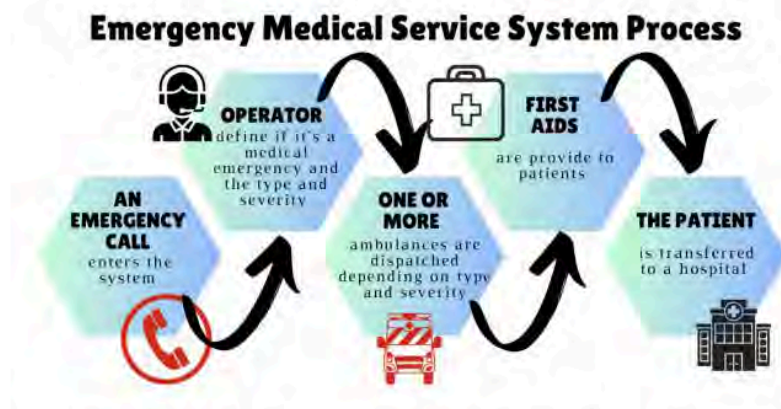 Emergency Medical Service System Process
AN
EMERGENCY
CALL
enters the
system
OPERATOR
define if it's a
medical
emergency and
the type and
severity
ONE OR
MORE
ambulances are
dispatched
depending on type
and severity
FIRST
AIDS
are provide to
patients
THE PATIENT
is transferred
to a hospital